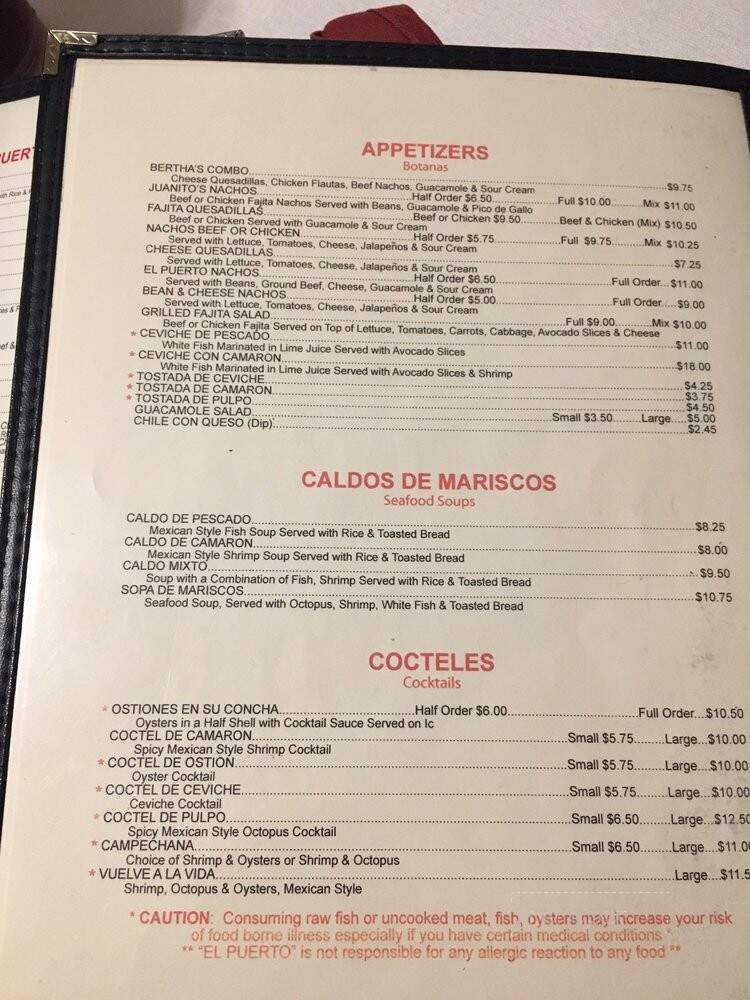 APPETIZERS
Botanas
BERTHA'S COMBO..........$9.75
Cheese Quesadillas, Chicken Flautas, Beef Nachos, Guacamole & Sour Cream
JUANITO'S NACHOS..........Half Order $6.50..........Full $10.00..........Mix $11.00
Beef or Chicken Fajita Nachos Served with Beans, Guacamole & Pico de Gallo
FAJITA QUESADILLAS..........Beef or Chicken $9.50..........Beef & Chicken (Mix) $10.50
Beef or Chicken Served with Guacamole & Sour Cream
NACHOS BEEF OR CHICKEN..........Half Order $5.75..........Full $9.75..........Mix $10.25
Served with Lettuce, Tomatoes, Cheese, Jalapeños & Sour Cream
CHEESE QUESADILLAS..........$7.25
Served with Lettuce, Tomatoes, Cheese, Jalapeños & Sour Cream
EL PUERTO NACHOS..........Half Order $6.50..........Full Order...$11.00
Served with Beans, Ground Beef, Cheese, Guacamole & Sour Cream
BEAN & CHEESE NACHOS..........Half Order $5.00..........Full Order.....$9.00
Served with Lettuce, Tomatoes, Cheese, Jalapeños & Sour Cream
GRILLED FAJITA SALAD..........Full $9.00..........Mix $10.00
Beef or Chicken Fajita Served on Top of Lettuce, Tomatoes, Carrots, Cabbage, Avocado Slices & Cheese
* CEVICHE DE PESCADO..........$11.00
White Fish Marinated in Lime Juice Served with Avocado Slices
* CEVICHE CON CAMARON..........$18.00
White Fish Marinated in Lime Juice Served with Avocado Slices & Shrimp
* TOSTADA DE CEVICHE..........$4.25
* TOSTADA DE CAMARON..........$3.75
* TOSTADA DE PULPO..........$4.50
GUACAMOLE SALAD..........Small $3.50..........Large.....$5.00
CHILE CON QUESO (Dip)..........$2.45
CALDOS DE MARISCOS
Seafood Soups
CALDO DE PESCADO..........$8.25
Mexican Style Fish Soup Served with Rice & Toasted Bread
CALDO DE CAMARON..........$8.00
Mexican Style Shrimp Soup Served with Rice & Toasted Bread
CALDO MIXTO..........$9.50
Soup with a Combination of Fish, Shrimp Served with Rice & Toasted Bread
SOPA DE MARISCOS..........$10.75
Seafood Soup, Served with Octopus, Shrimp, White Fish & Toasted Bread
COCTELES
Cocktails
* OSTIONES EN SU CONCHA..........Half Order $6.00..........Full Order...$10.50
Oysters in a Half Shell with Cocktail Sauce Served on Ic
COCTEL DE CAMARON..........Small $5.75..........Large...$10.00
Spicy Mexican Style Shrimp Cocktail
* COCTEL DE OSTION..........Small $5.75..........Large...$10.00
Oyster Cocktail
* COCTEL DE CEVICHE..........Small $5.75..........Large...$10.00
Ceviche Cocktail
* COCTEL DE PULPO..........Small $6.50..........Large...$12.50
Spicy Mexican Style Octopus Cocktail
* CAMPECHANA..........Small $6.50..........Large...$11.0
Choice of Shrimp & Oysters or Shrimp & Octopus
* VUELVE A LA VIDA..........Large...$11.5
Shrimp, Octopus & Oysters, Mexican Style
* CAUTION: Consuming raw fish or uncooked meat, fish, oysters may increase your risk
of food borne illness especially if you have certain medical conditions *
** "EL PUERTO" is not responsible for any allergic reaction to any food **